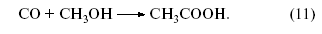 CO + CH₃OH ⟶ CH₃COOH. (11)